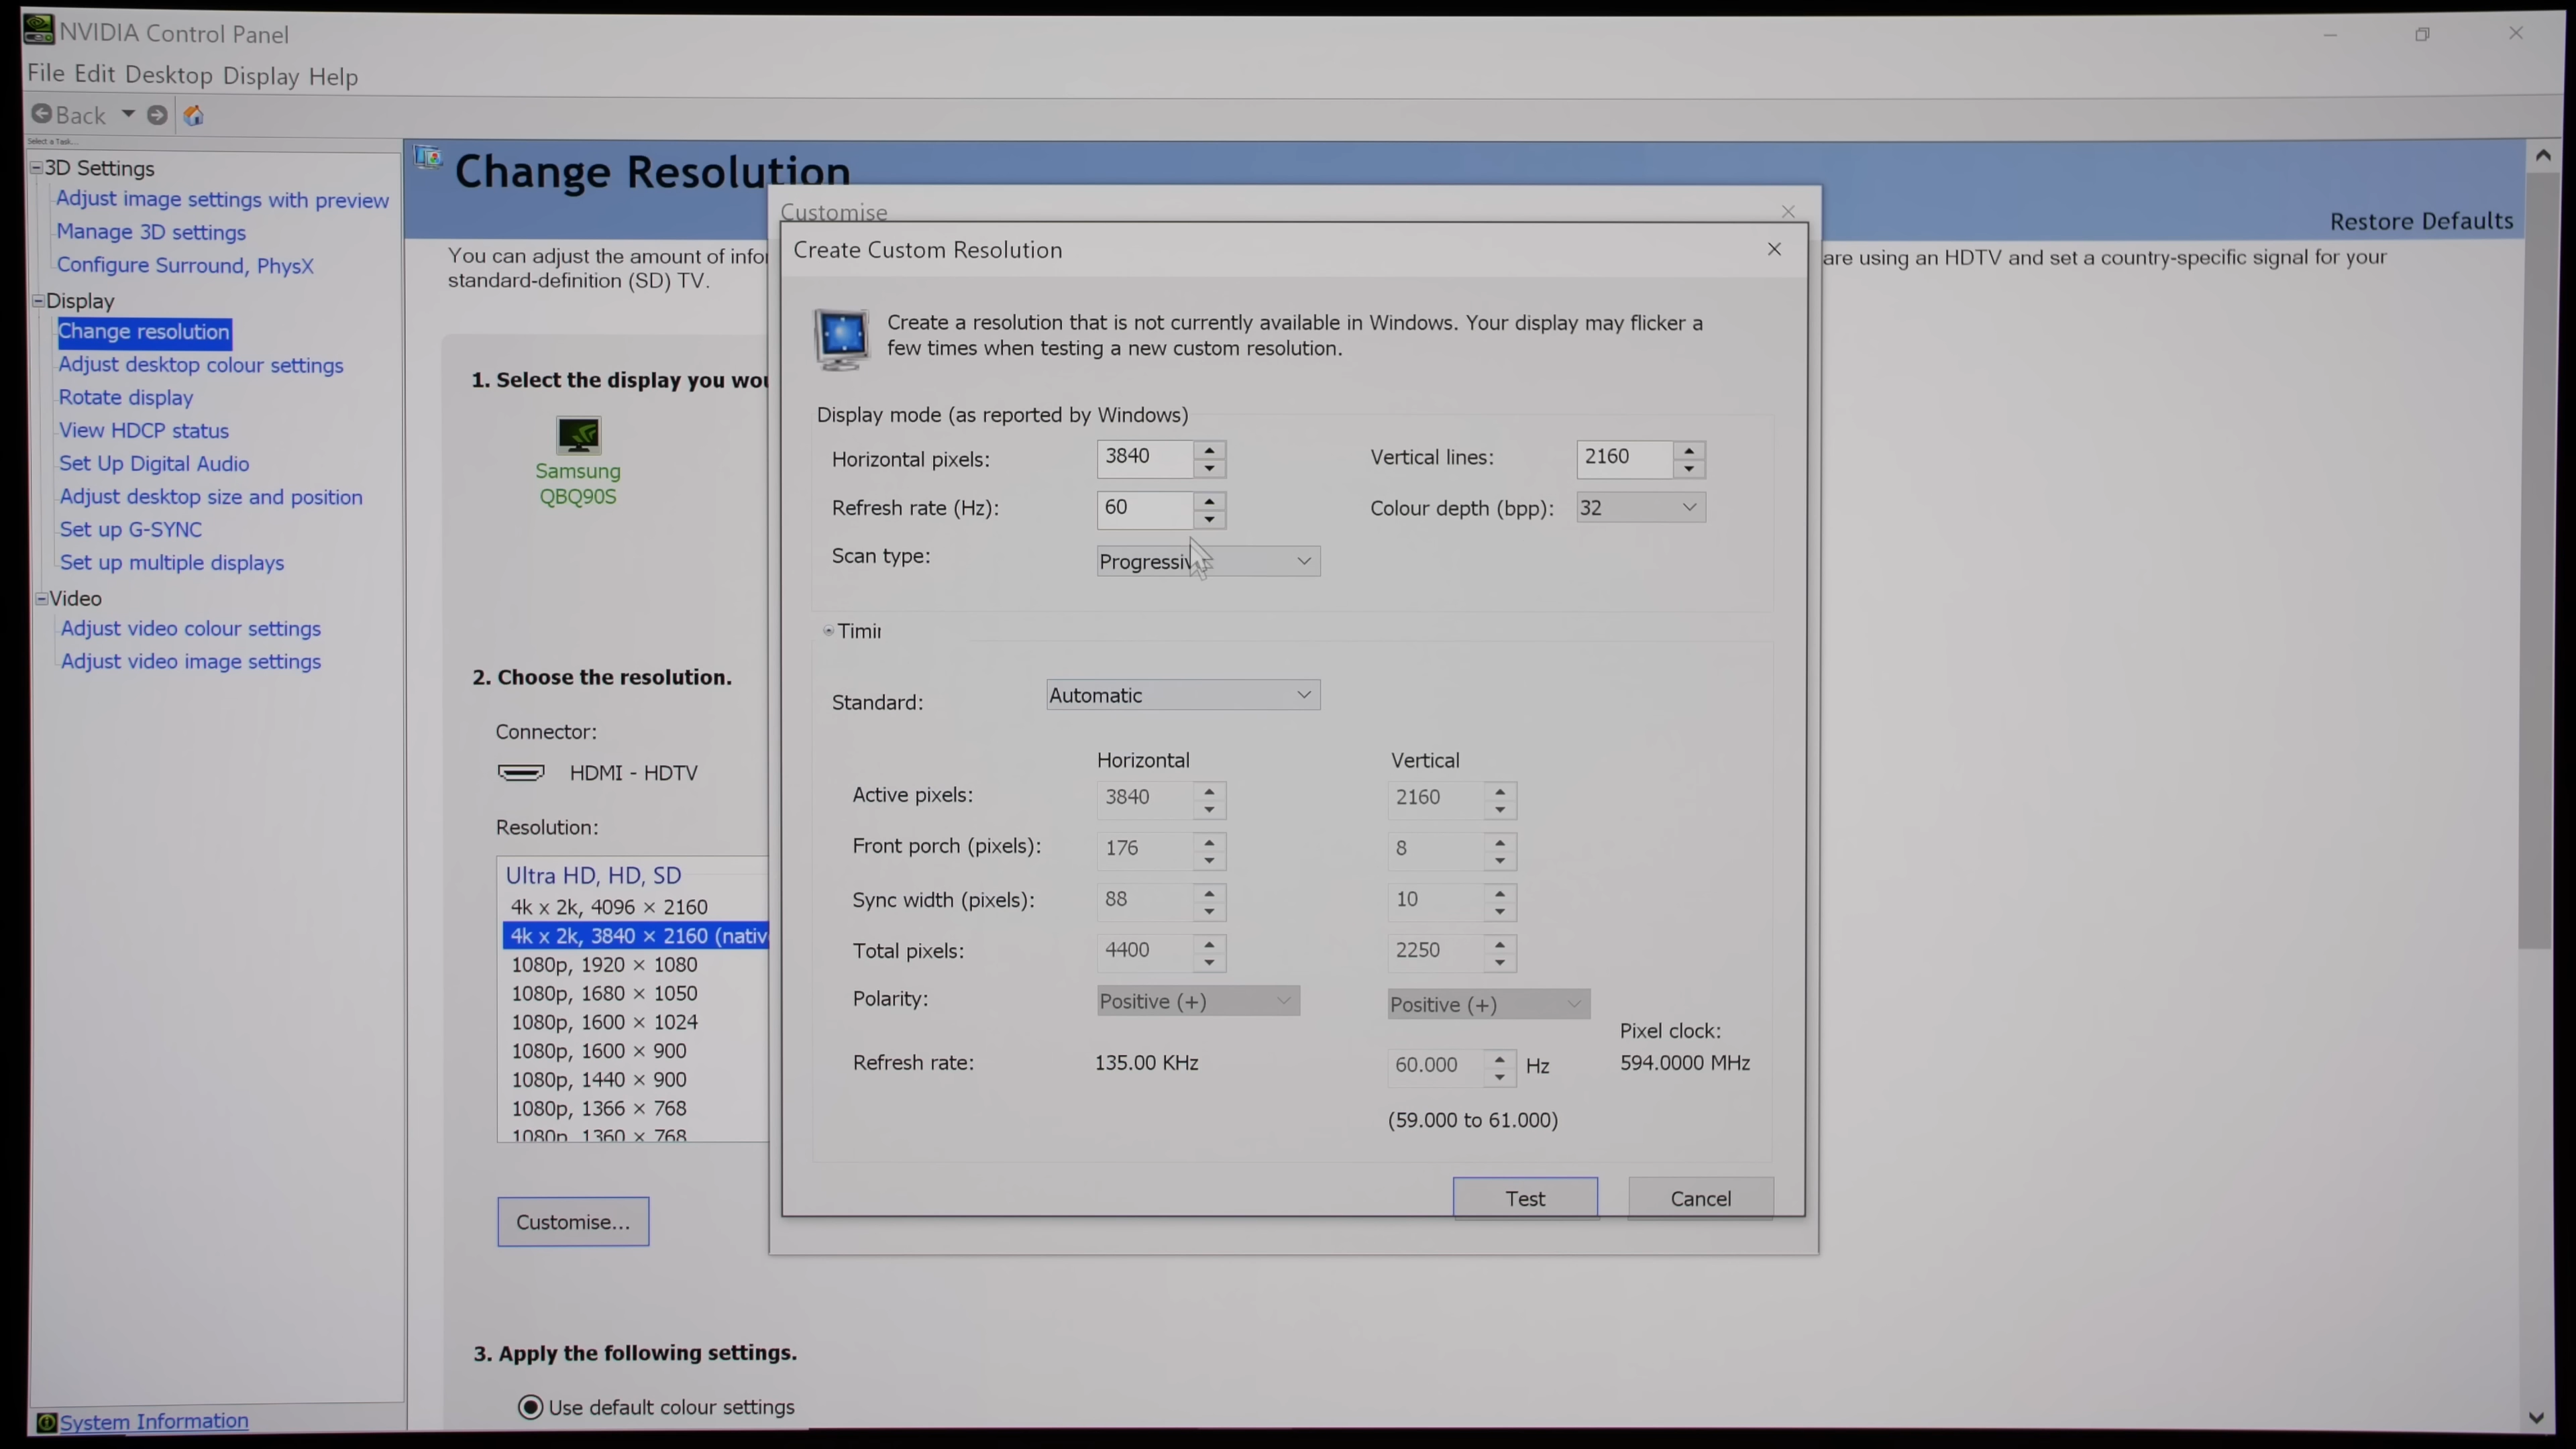 NVIDIA Control Panel
File Edit Desktop Display Help
Back
Select a Task...
3D Settings
Adjust image settings with preview
Manage 3D settings
Configure Surround, PhysX
Display
Change resolution
Adjust desktop colour settings
Rotate display
View HDCP status
Set Up Digital Audio
Adjust desktop size and position
Set up G-SYNC
Set up multiple displays
Video
Adjust video colour settings
Adjust video image settings
System Information
Change Resolution
Restore Defaults
You can adjust the amount of infor
are using an HDTV and set a country-specific signal for your
standard-definition (SD) TV.
1. Select the display you wou
Samsung
QBQ90S
2. Choose the resolution.
Connector:
HDMI - HDTV
Resolution:
Ultra HD, HD, SD
4k x 2k, 4096 × 2160
4k x 2k, 3840 × 2160 (nativ
1080p, 1920 × 1080
1080p, 1680 × 1050
1080p, 1600 × 1024
1080p, 1600 × 900
1080p, 1440 × 900
1080p, 1366 × 768
1080p, 1360 × 768
Customise...
3. Apply the following settings.
Use default colour settings
Customise
Create Custom Resolution
Create a resolution that is not currently available in Windows. Your display may flicker a
few times when testing a new custom resolution.
Display mode (as reported by Windows)
Horizontal pixels: 3840 Vertical lines: 2160
Refresh rate (Hz): 60 Colour depth (bpp): 32
Scan type: Progressiv
Timin
Standard: Automatic
Horizontal Vertical
Active pixels: 3840 2160
Front porch (pixels): 176 8
Sync width (pixels): 88 10
Total pixels: 4400 2250
Polarity: Positive (+) Positive (+)
Pixel clock:
Refresh rate: 135.00 KHz 60.000 Hz 594.0000 MHz
(59.000 to 61.000)
Test Cancel